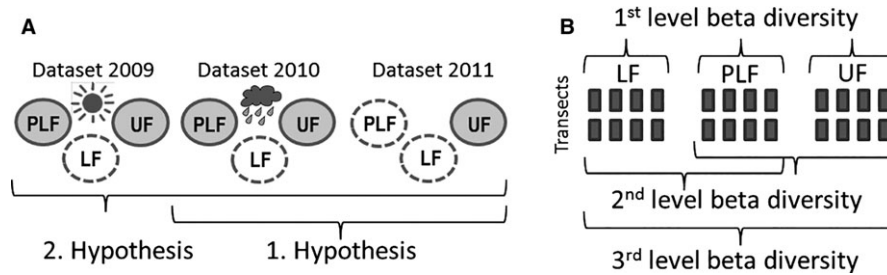 A
Dataset 2009
Dataset 2010
Dataset 2011
PLF
UF
LF
PLF
UF
LF
PLF
UF
LF
2. Hypothesis
1. Hypothesis
B
1st level beta diversity
LF
PLF
UF
Transects
2nd level beta diversity
3rd level beta diversity